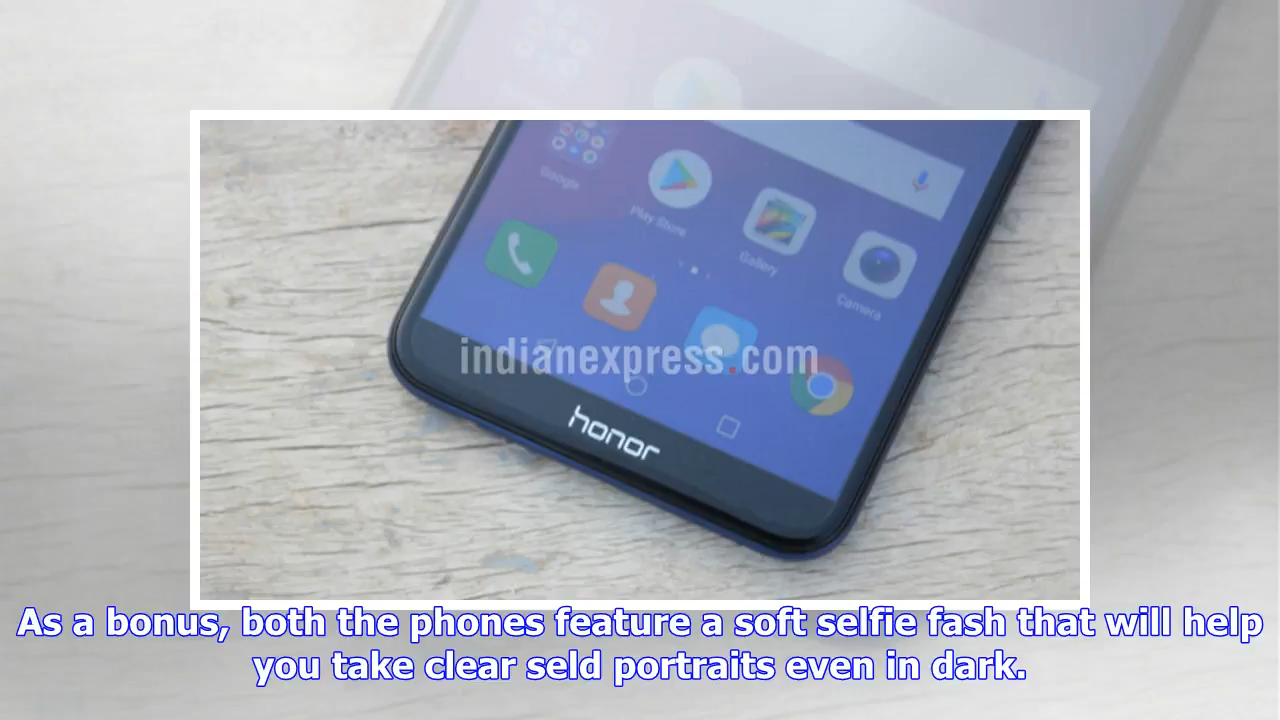 Google
Play Store
Gallery
Camera
indianexpress.com
honor
As a bonus, both the phones feature a soft selfie fash that will help
you take clear seld portraits even in dark.